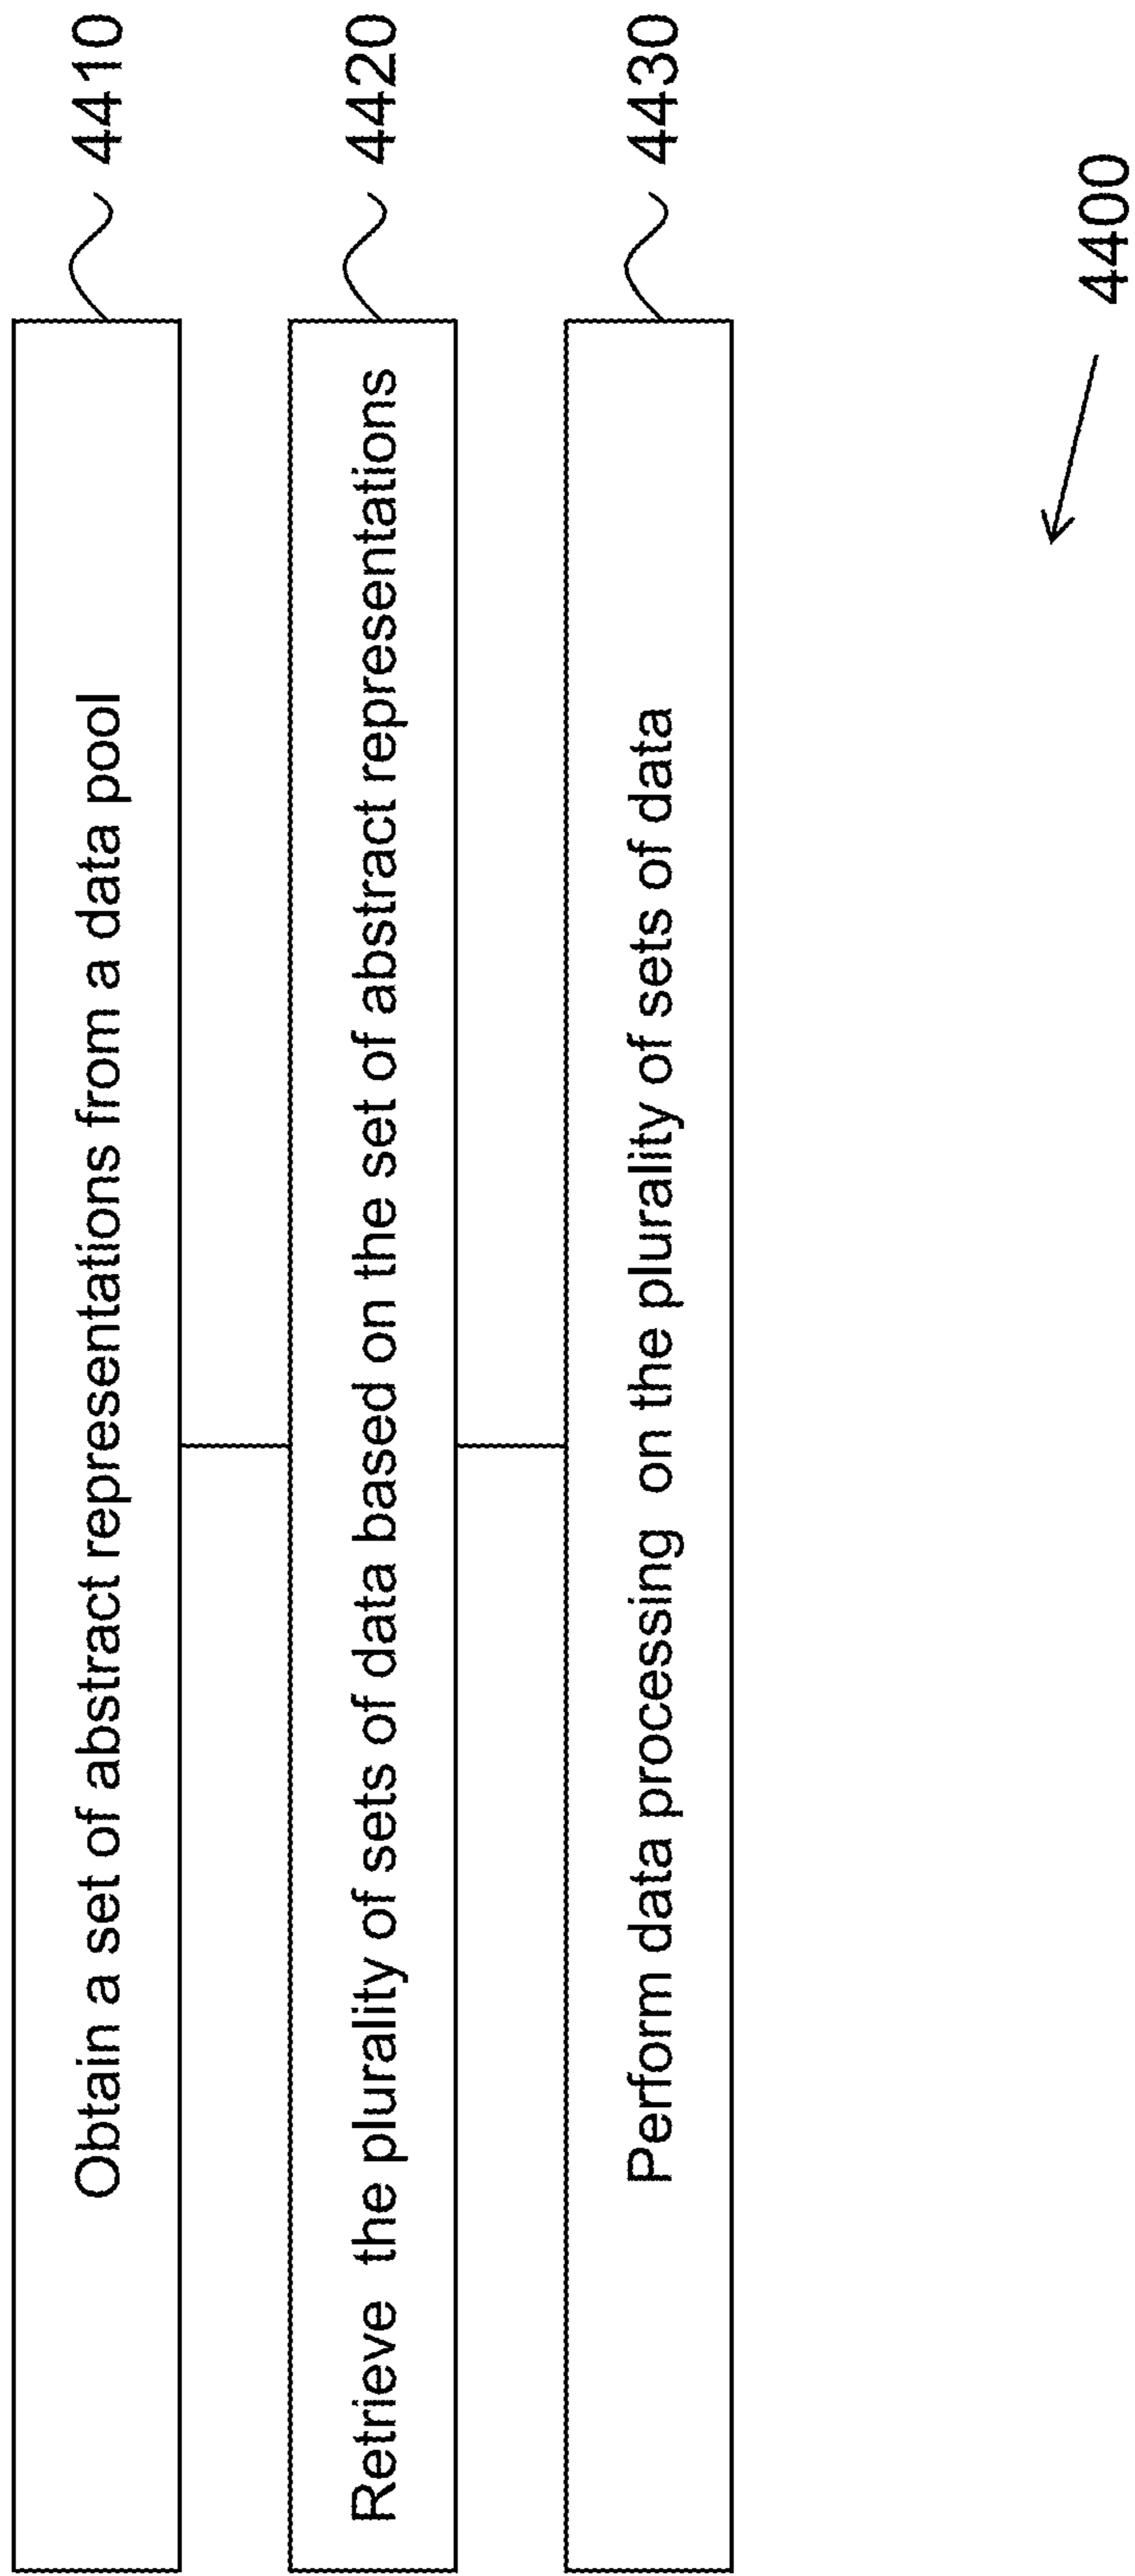 Obtain a set of abstract representations from a data pool
4410
Retrieve the plurality of sets of data based on the set of abstract representations
4420
Perform data processing on the plurality of sets of data
4430
4400